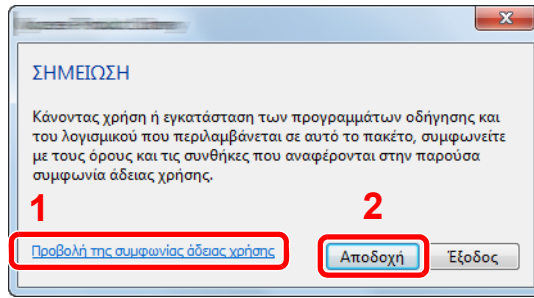 ΣΗΜΕΙΩΣΗ
Κάνοντας χρήση ή εγκατάσταση των προγραμμάτων οδήγησης και
του λογισμικού που περιλαμβάνεται σε αυτό το πακέτο, συμφωνείτε
με τους όρους και τις συνθήκες που αναφέρονται στην παρούσα
συμφωνία άδειας χρήσης.
1 2
Προβολή της συμφωνίας άδειας χρήσης Αποδοχή Έξοδος